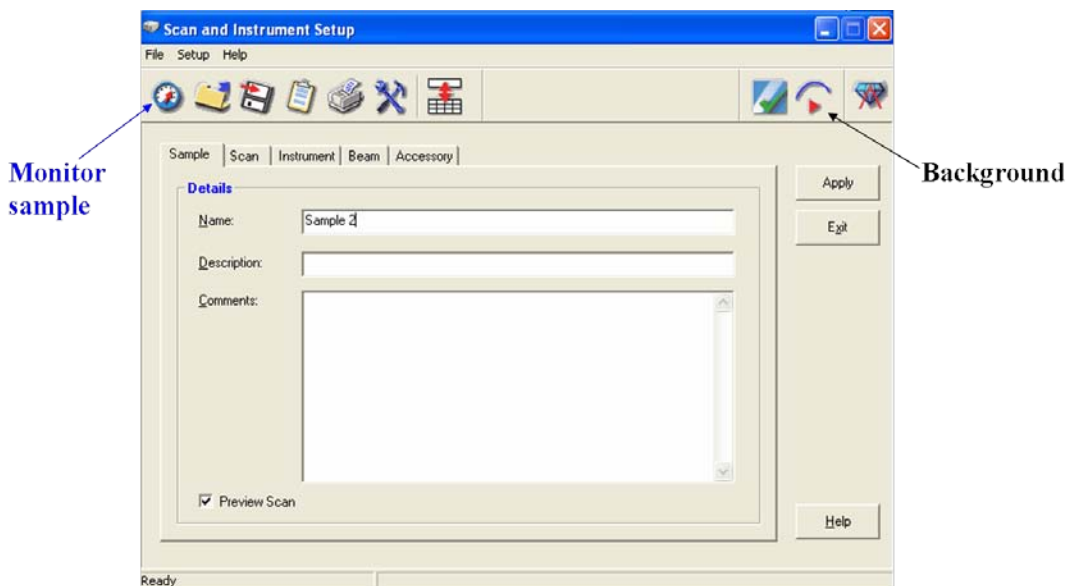 Scan and Instrument Setup
File Setup Help
Monitor
sample
Background
Sample Scan Instrument Beam Accessory
Details
Name: Sample 2
Description:
Comments:
Preview Scan
Apply
Exit
Help
Ready